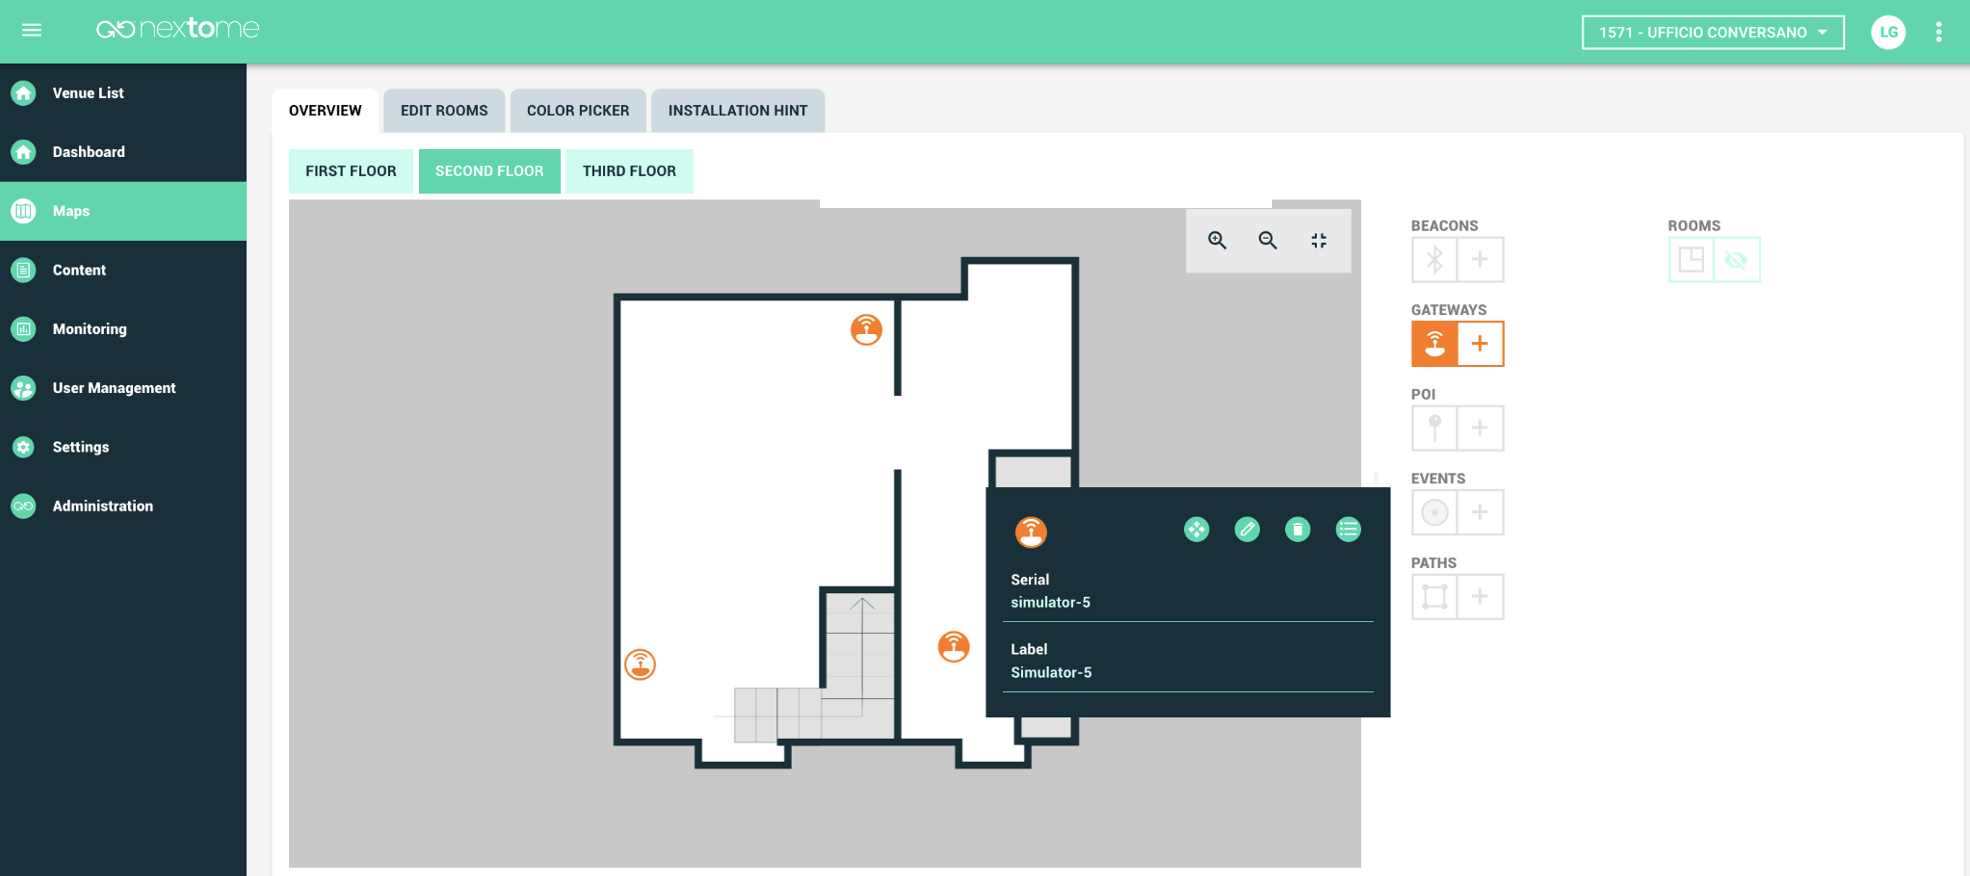 nextome
1571 - UFFICIO CONVERSANO
LG
Venue List
Dashboard
Maps
Content
Monitoring
User Management
Settings
Administration
OVERVIEW
EDIT ROOMS
COLOR PICKER
INSTALLATION HINT
FIRST FLOOR
SECOND FLOOR
THIRD FLOOR
BEACONS
ROOMS
GATEWAYS
POI
EVENTS
PATHS
Serial
simulator-5
Label
Simulator-5